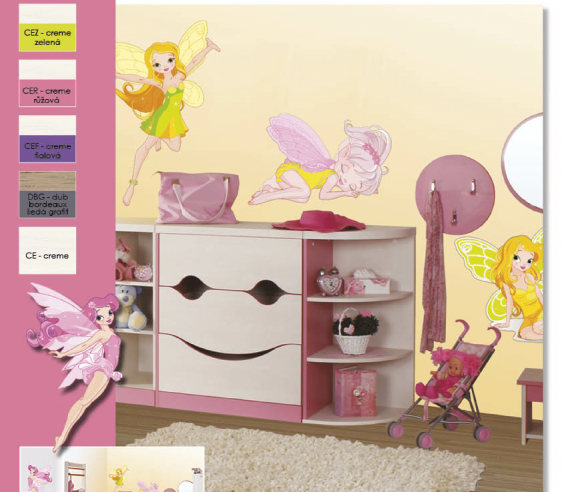 CEZ - creme
zelená
CER - creme
růžová
CEF - creme
fialová
DBG - dub
bordeaux
šedá grafit
CE - creme